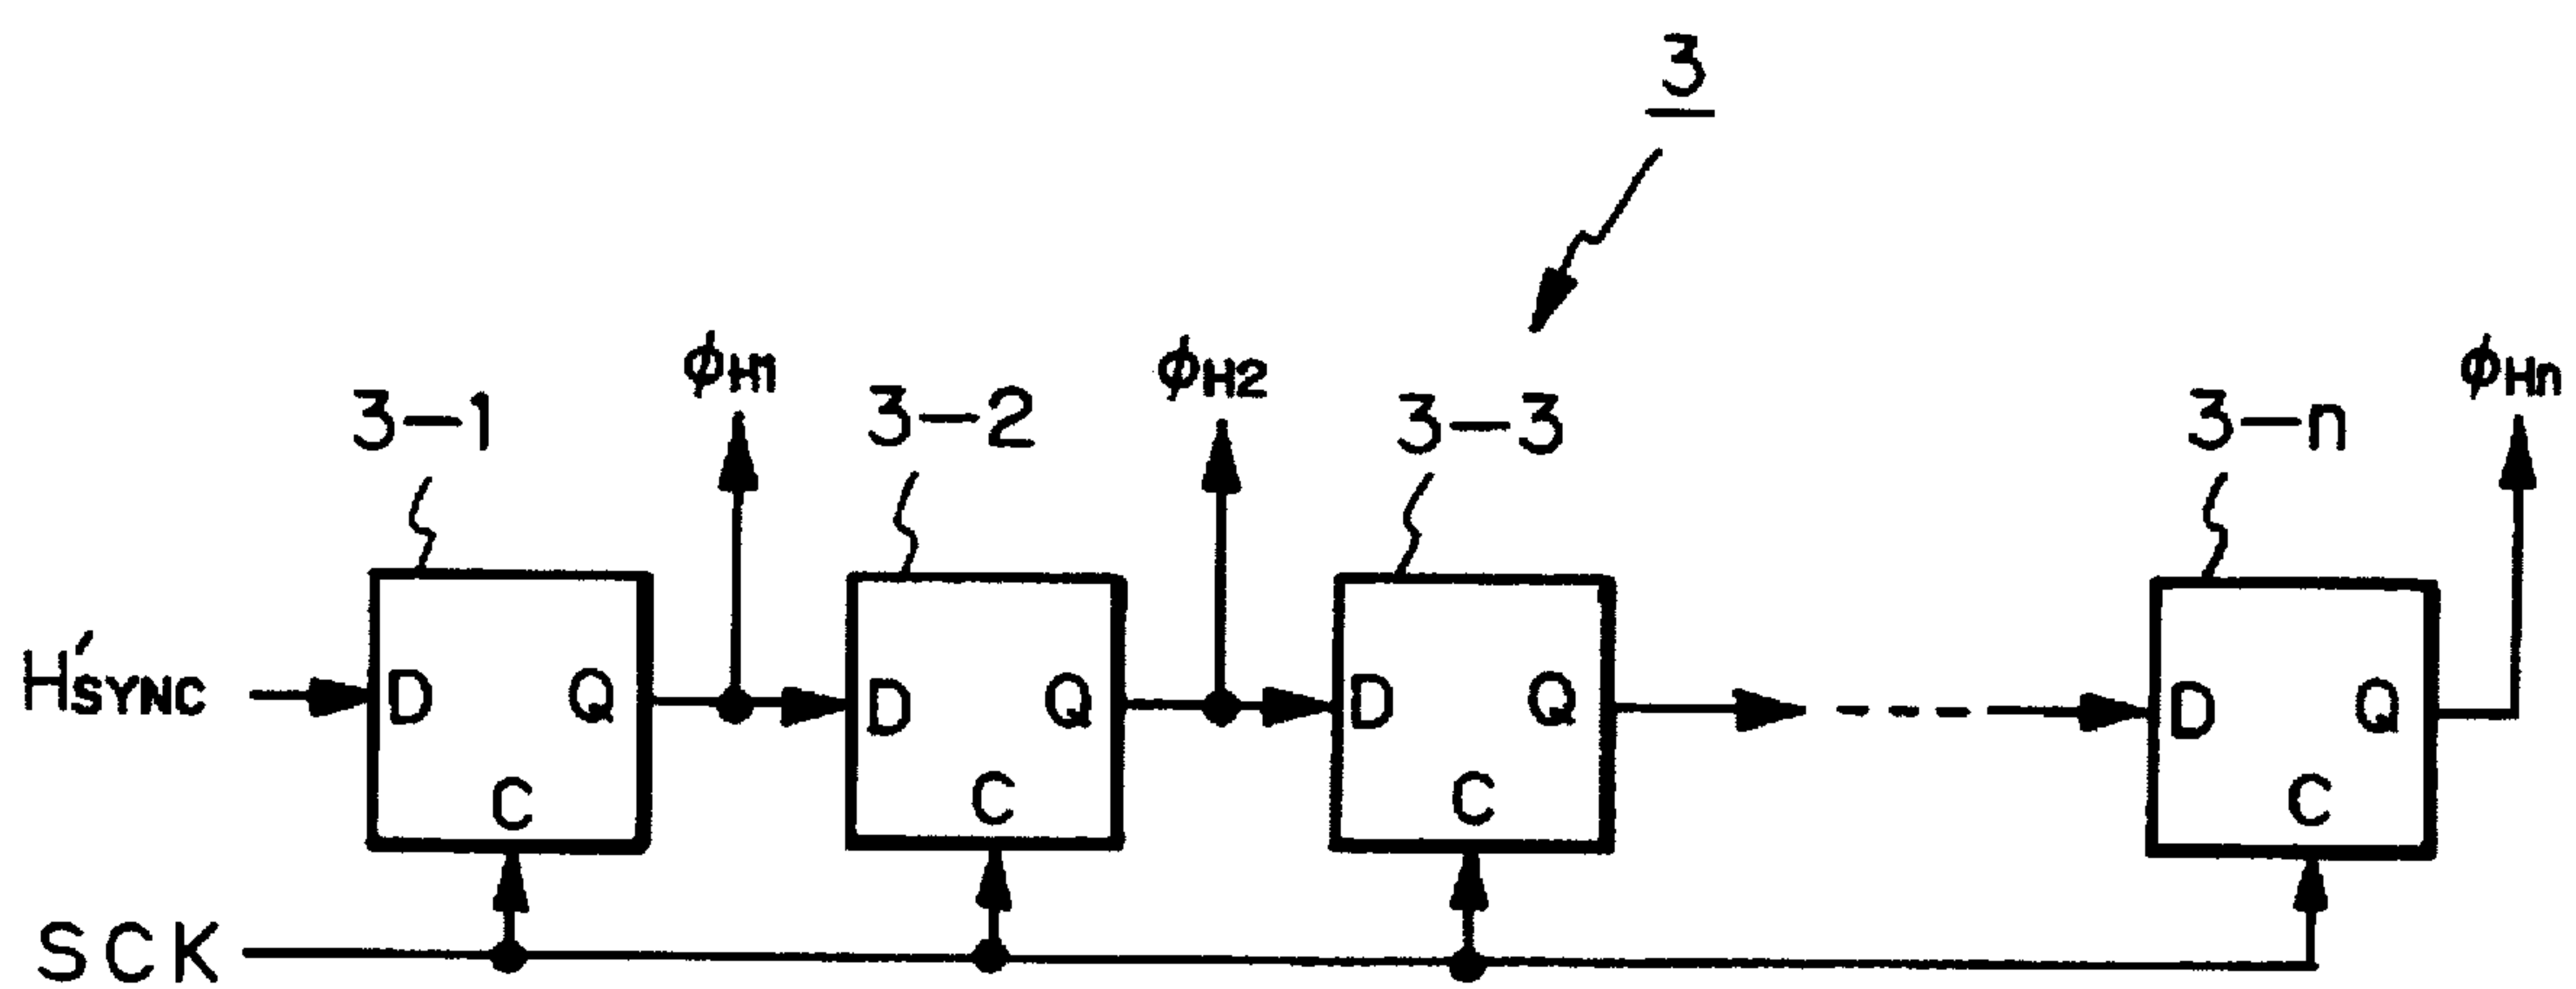 3
ϕH1 ϕH2 ϕHn
3-1 3-2 3-3 3-n
H'SYNC D Q D Q D Q D Q
C C C C
SCK